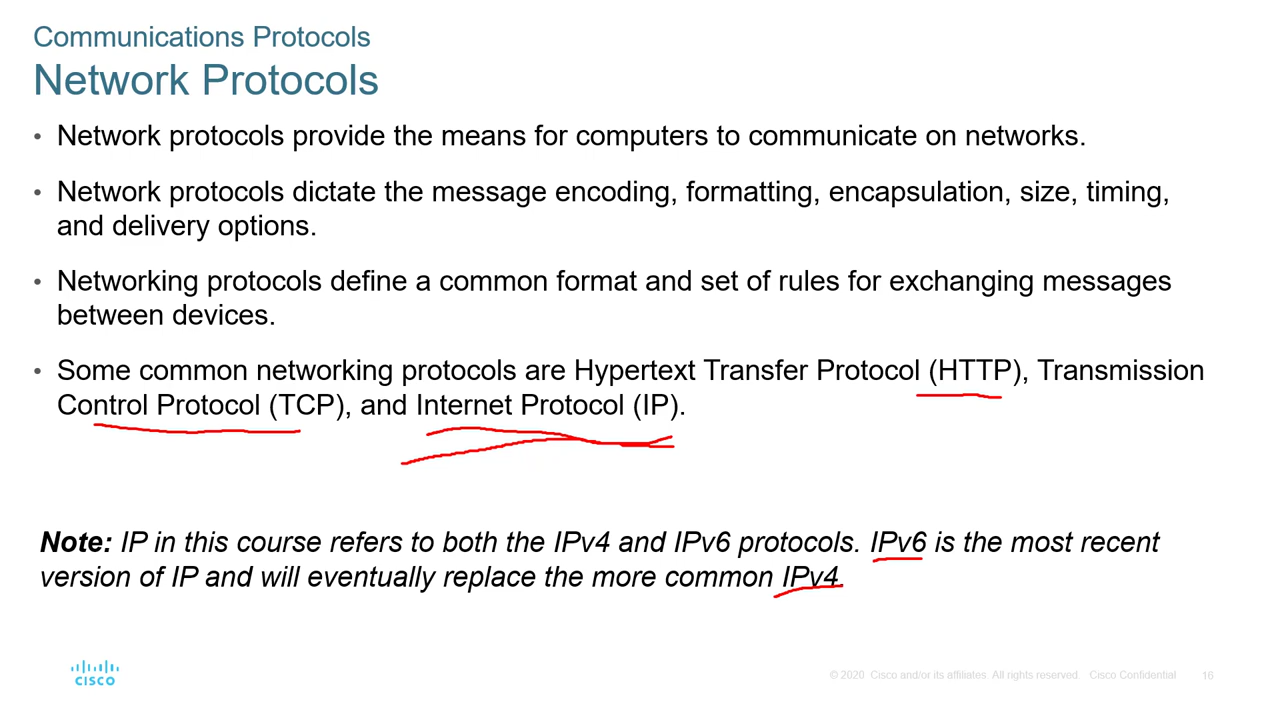 Communications Protocols
Network Protocols
• Network protocols provide the means for computers to communicate on networks.
• Network protocols dictate the message encoding, formatting, encapsulation, size, timing,
and delivery options.
• Networking protocols define a common format and set of rules for exchanging messages
between devices.
• Some common networking protocols are Hypertext Transfer Protocol (HTTP), Transmission
Control Protocol (TCP), and Internet Protocol (IP).
Note: IP in this course refers to both the IPv4 and IPv6 protocols. IPv6 is the most recent
version of IP and will eventually replace the more common IPv4.
CISCO
© 2020 Cisco and/or its affiliates. All rights reserved. Cisco Confidential 16